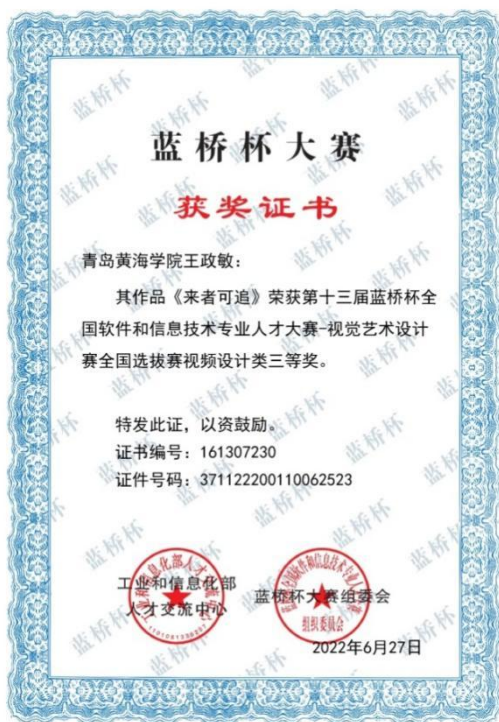 蓝桥杯大赛
获奖证书
青岛黄海学院王政敏：
其作品《来者可追》荣获第十三届蓝桥杯全
国软件和信息技术专业人才大赛-视觉艺术设计
赛全国选拔赛视频设计类三等奖。
特发此证，以资鼓励。
证书编号：161307230
证件号码：371122200110062523
工业和信息化部
人才交流中心
蓝桥杯大赛组委会
组织委员会
2022年6月27日